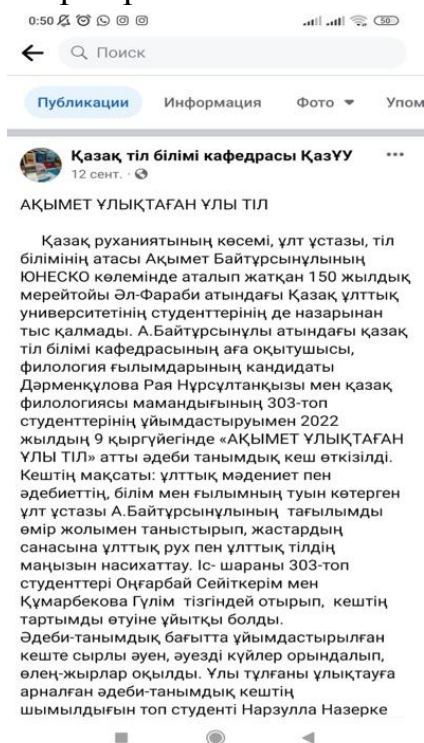 0:50
50
Поиск
Публикации Информация Фото Упом
Қазақ тіл білімі кафедрасы ҚазҰУ
12 сент. ·
АҚЫМЕТ ҰЛЫҚТАҒАН ҰЛЫ ТІЛ
Қазақ руханиятының көсемі, ұлт ұстазы, тіл
білімінің атасы Ақымет Байтұрсынұлының
ЮНЕСКО көлемінде аталып жатқан 150 жылдық
мерейтойы Әл-Фараби атындағы Қазақ ұлттық
университетінің студенттерінің де назарынан
тыс қалмады. А.Байтұрсынұлы атындағы қазақ
тіл білімі кафедрасының аға оқытушысы,
филология ғылымдарының кандидаты
Дәрменқұлова Рая Нұрсұлтанқызы мен қазақ
филологиясы мамандығының 303-топ
студенттерінің ұйымдастыруымен 2022
жылдың 9 қыргүйегінде «АҚЫМЕТ ҰЛЫҚТАҒАН
ҰЛЫ ТІЛ» атты әдеби танымдық кеш өткізілді.
Кештің мақсаты: ұлттық мәдениет пен
әдебиеттің, білім мен ғылымның туын көтерген
ұлт ұстазы А.Байтұрсынұлының тағылымды
өмір жолымен таныстырып, жастардың
санасына ұлттық рух пен ұлттық тілдің
маңызын насихаттау. Іс- шараны 303-топ
студенттері Оңғарбай Сейіткерім мен
Құмарбекова Гүлім тізгіндей отырып, кештің
тартымды өтуіне ұйытқы болды.
Әдеби-танымдық бағытта ұйымдастырылған
кеште сырлы әуен, әуезді күйлер орындалып,
өлең-жырлар оқылды. Ұлы тұлғаны ұлықтауға
арналған әдеби-танымдық кештің
шымылдығын топ студенті Нарзулла Назерке